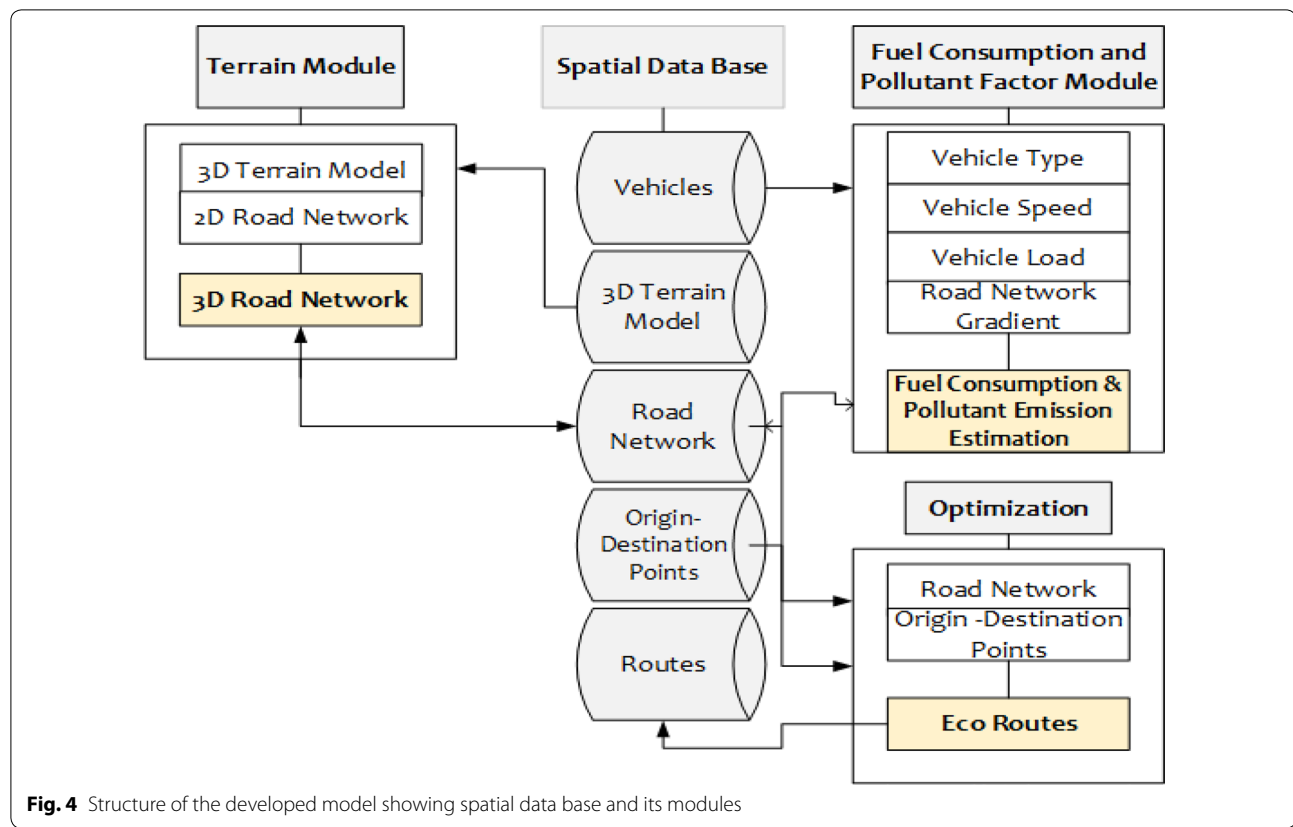 Terrain Module
3D Terrain Model
2D Road Network
3D Road Network
Spatial Data Base
Vehicles
3D Terrain
Model
Road
Network
Origin-
Destination
Points
Routes
Fuel Consumption and
Pollutant Factor Module
Vehicle Type
Vehicle Speed
Vehicle Load
Road Network
Gradient
Fuel Consumption &
Pollutant Emission
Estimation
Optimization
Road Network
Origin -Destination
Points
Eco Routes
Fig. 4 Structure of the developed model showing spatial data base and its modules